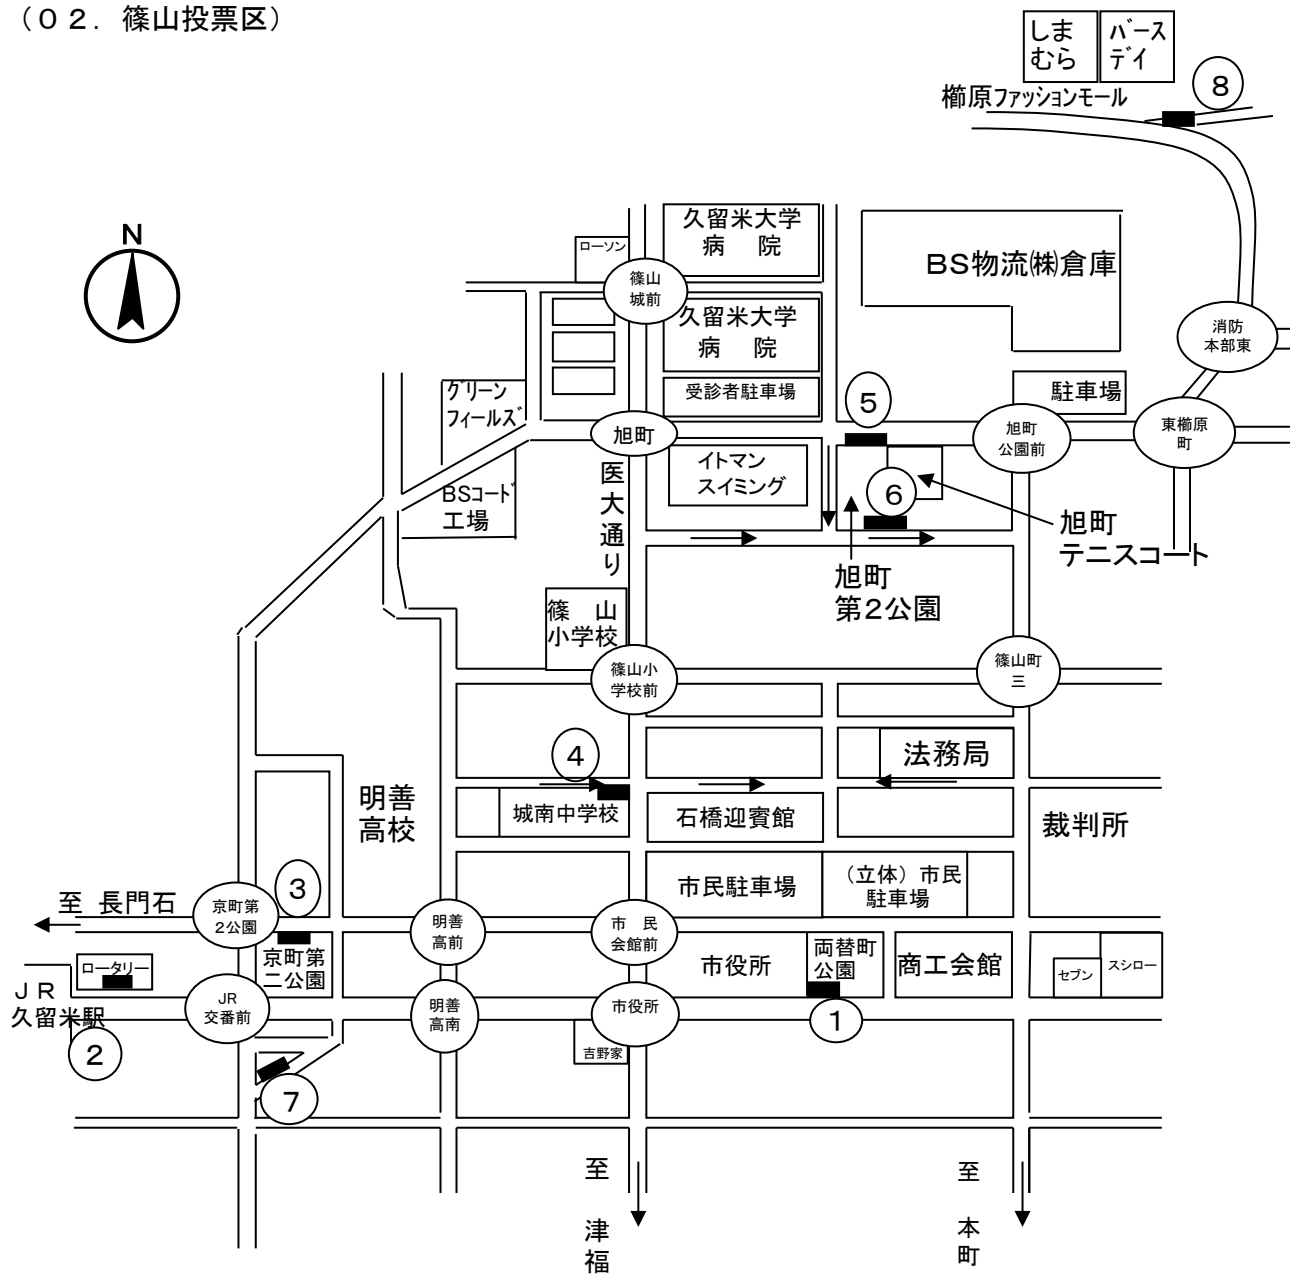 （０２．篠山投票区）
しま
むら
バース
デイ
⑧
櫛原ファッションモール
N
ローソン
久留米大学
病　院
BS物流㈱倉庫
篠山
城前
久留米大学
病　院
消防
本部東
受診者駐車場
グリーン
フィールズ
⑤
駐車場
旭町
旭町
公園前
東櫛原
町
医大通り
イトマン
スイミング
BSコード
工場
⑥
旭町
テニスコート
旭町
第2公園
篠　山
小学校
篠山小
学校前
篠山町
三
④
法務局
明善
高校
城南中学校
石橋迎賓館
裁判所
③
市民駐車場
（立体）市民
駐車場
至 長門石
京町第
2公園
明善
高前
市　民
会館前
京町第
二公園
市役所
両替町
公園
商工会館
セブン
スシロー
ロータリー
ＪＲ
久留米駅
JR
交番前
明善
高南
市役所
①
②
吉野家
⑦
至　津福
至　本町